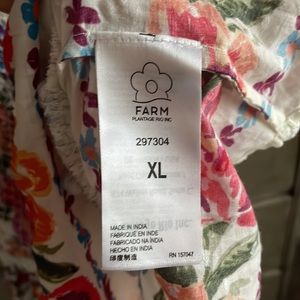 FARM
PLANTAGE RIO INC
297304
XL
MADE IN INDIA
FABRIQUÉ EN INDE
FABRICADO NA ÍNDIA
HECHO EN INDIA
印度制造
RN 157047